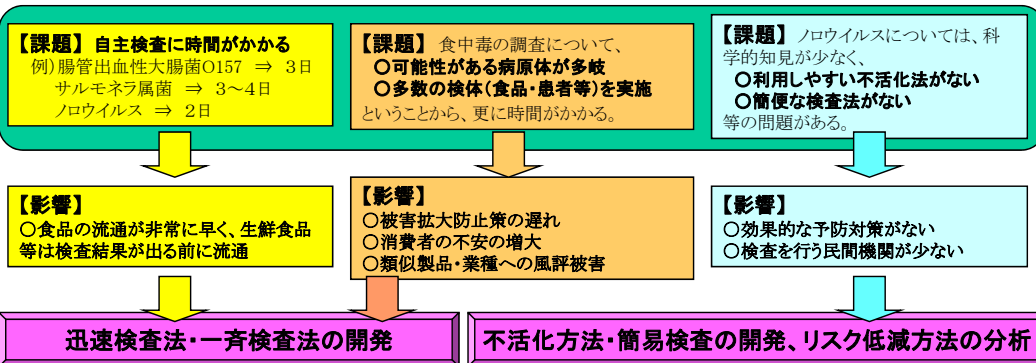 【課題】 自主検査に時間がかかる
例)腸管出血性大腸菌O157 ⇒ 3日
サルモネラ属菌 ⇒ 3～4日
ノロウイルス ⇒ 2日
【課題】 食中毒の調査について、
○可能性がある病原体が多岐
○多数の検体(食品・患者等)を実施
ということから、更に時間がかかる。
【課題】 ノロウイルスについては、科
学的知見が少なく、
○利用しやすい不活化法がない
○簡便な検査法がない
等の問題がある。
【影響】
○食品の流通が非常に早く、生鮮食品
等は検査結果が出る前に流通
【影響】
○被害拡大防止策の遅れ
○消費者の不安の増大
○類似製品・業種への風評被害
【影響】
○効果的な予防対策がない
○検査を行う民間機関が少ない
迅速検査法・一斉検査法の開発
不活化方法・簡易検査の開発、リスク低減方法の分析